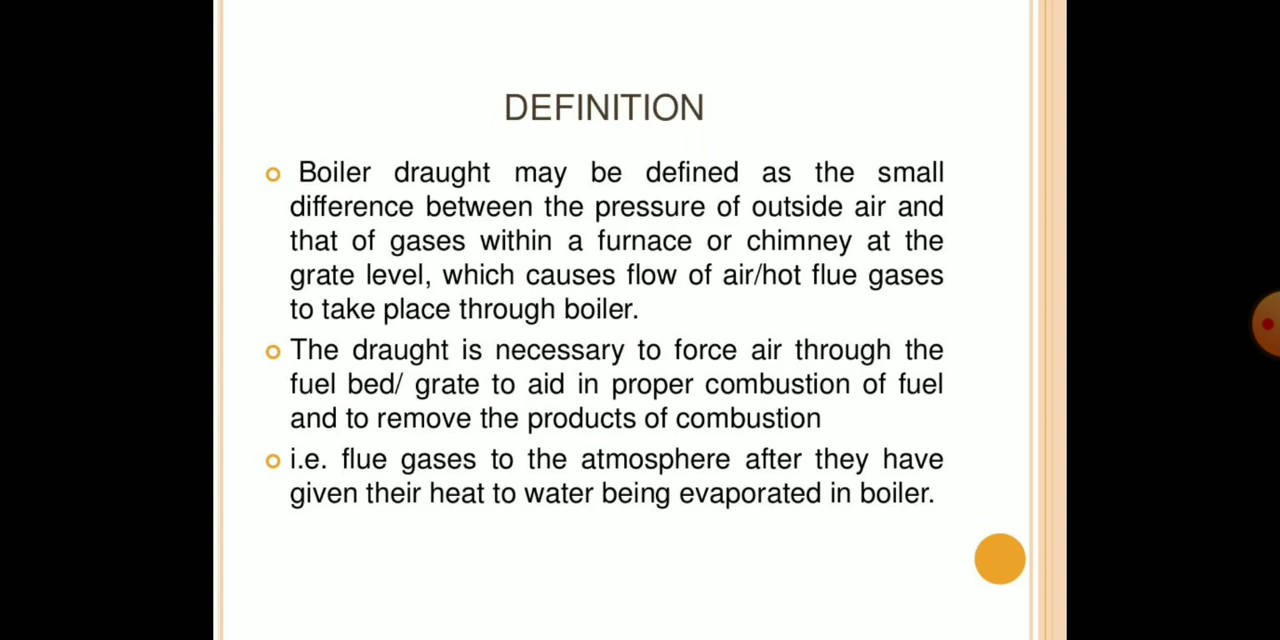 DEFINITION
Boiler draught may be defined as the small
difference between the pressure of outside air and
that of gases within a furnace or chimney at the
grate level, which causes flow of air/hot flue gases
to take place through boiler.
The draught is necessary to force air through the
fuel bed/ grate to aid in proper combustion of fuel
and to remove the products of combustion
i.e. flue gases to the atmosphere after they have
given their heat to water being evaporated in boiler.